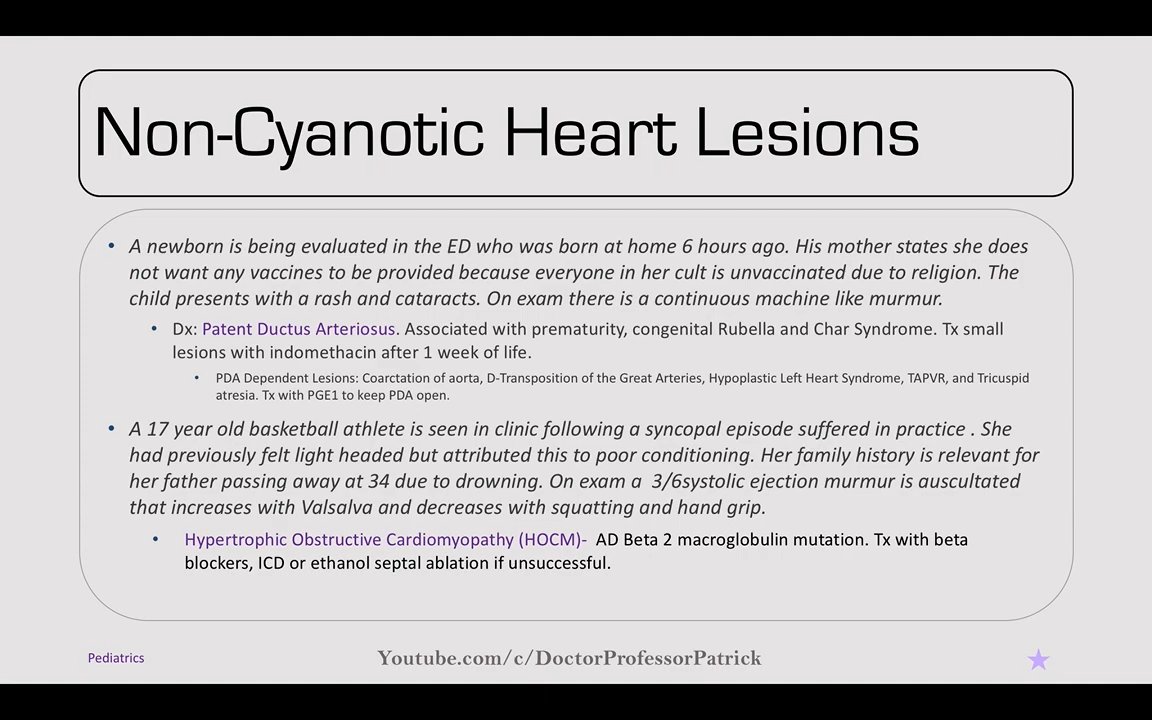 Non-Cyanotic Heart Lesions
• A newborn is being evaluated in the ED who was born at home 6 hours ago. His mother states she does
not want any vaccines to be provided because everyone in her cult is unvaccinated due to religion. The
child presents with a rash and cataracts. On exam there is a continuous machine like murmur.
• Dx: Patent Ductus Arteriosus. Associated with prematurity, congenital Rubella and Char Syndrome. Tx small
lesions with indomethacin after 1 week of life.
• PDA Dependent Lesions: Coarctation of aorta, D-Transposition of the Great Arteries, Hypoplastic Left Heart Syndrome, TAPVR, and Tricuspid
atresia. Tx with PGE1 to keep PDA open.
• A 17 year old basketball athlete is seen in clinic following a syncopal episode suffered in practice . She
had previously felt light headed but attributed this to poor conditioning. Her family history is relevant for
her father passing away at 34 due to drowning. On exam a 3/6systolic ejection murmur is auscultated
that increases with Valsalva and decreases with squatting and hand grip.
• Hypertrophic Obstructive Cardiomyopathy (HOCM)- AD Beta 2 macroglobulin mutation. Tx with beta
blockers, ICD or ethanol septal ablation if unsuccessful.
Pediatrics
Youtube.com/c/DoctorProfessorPatrick